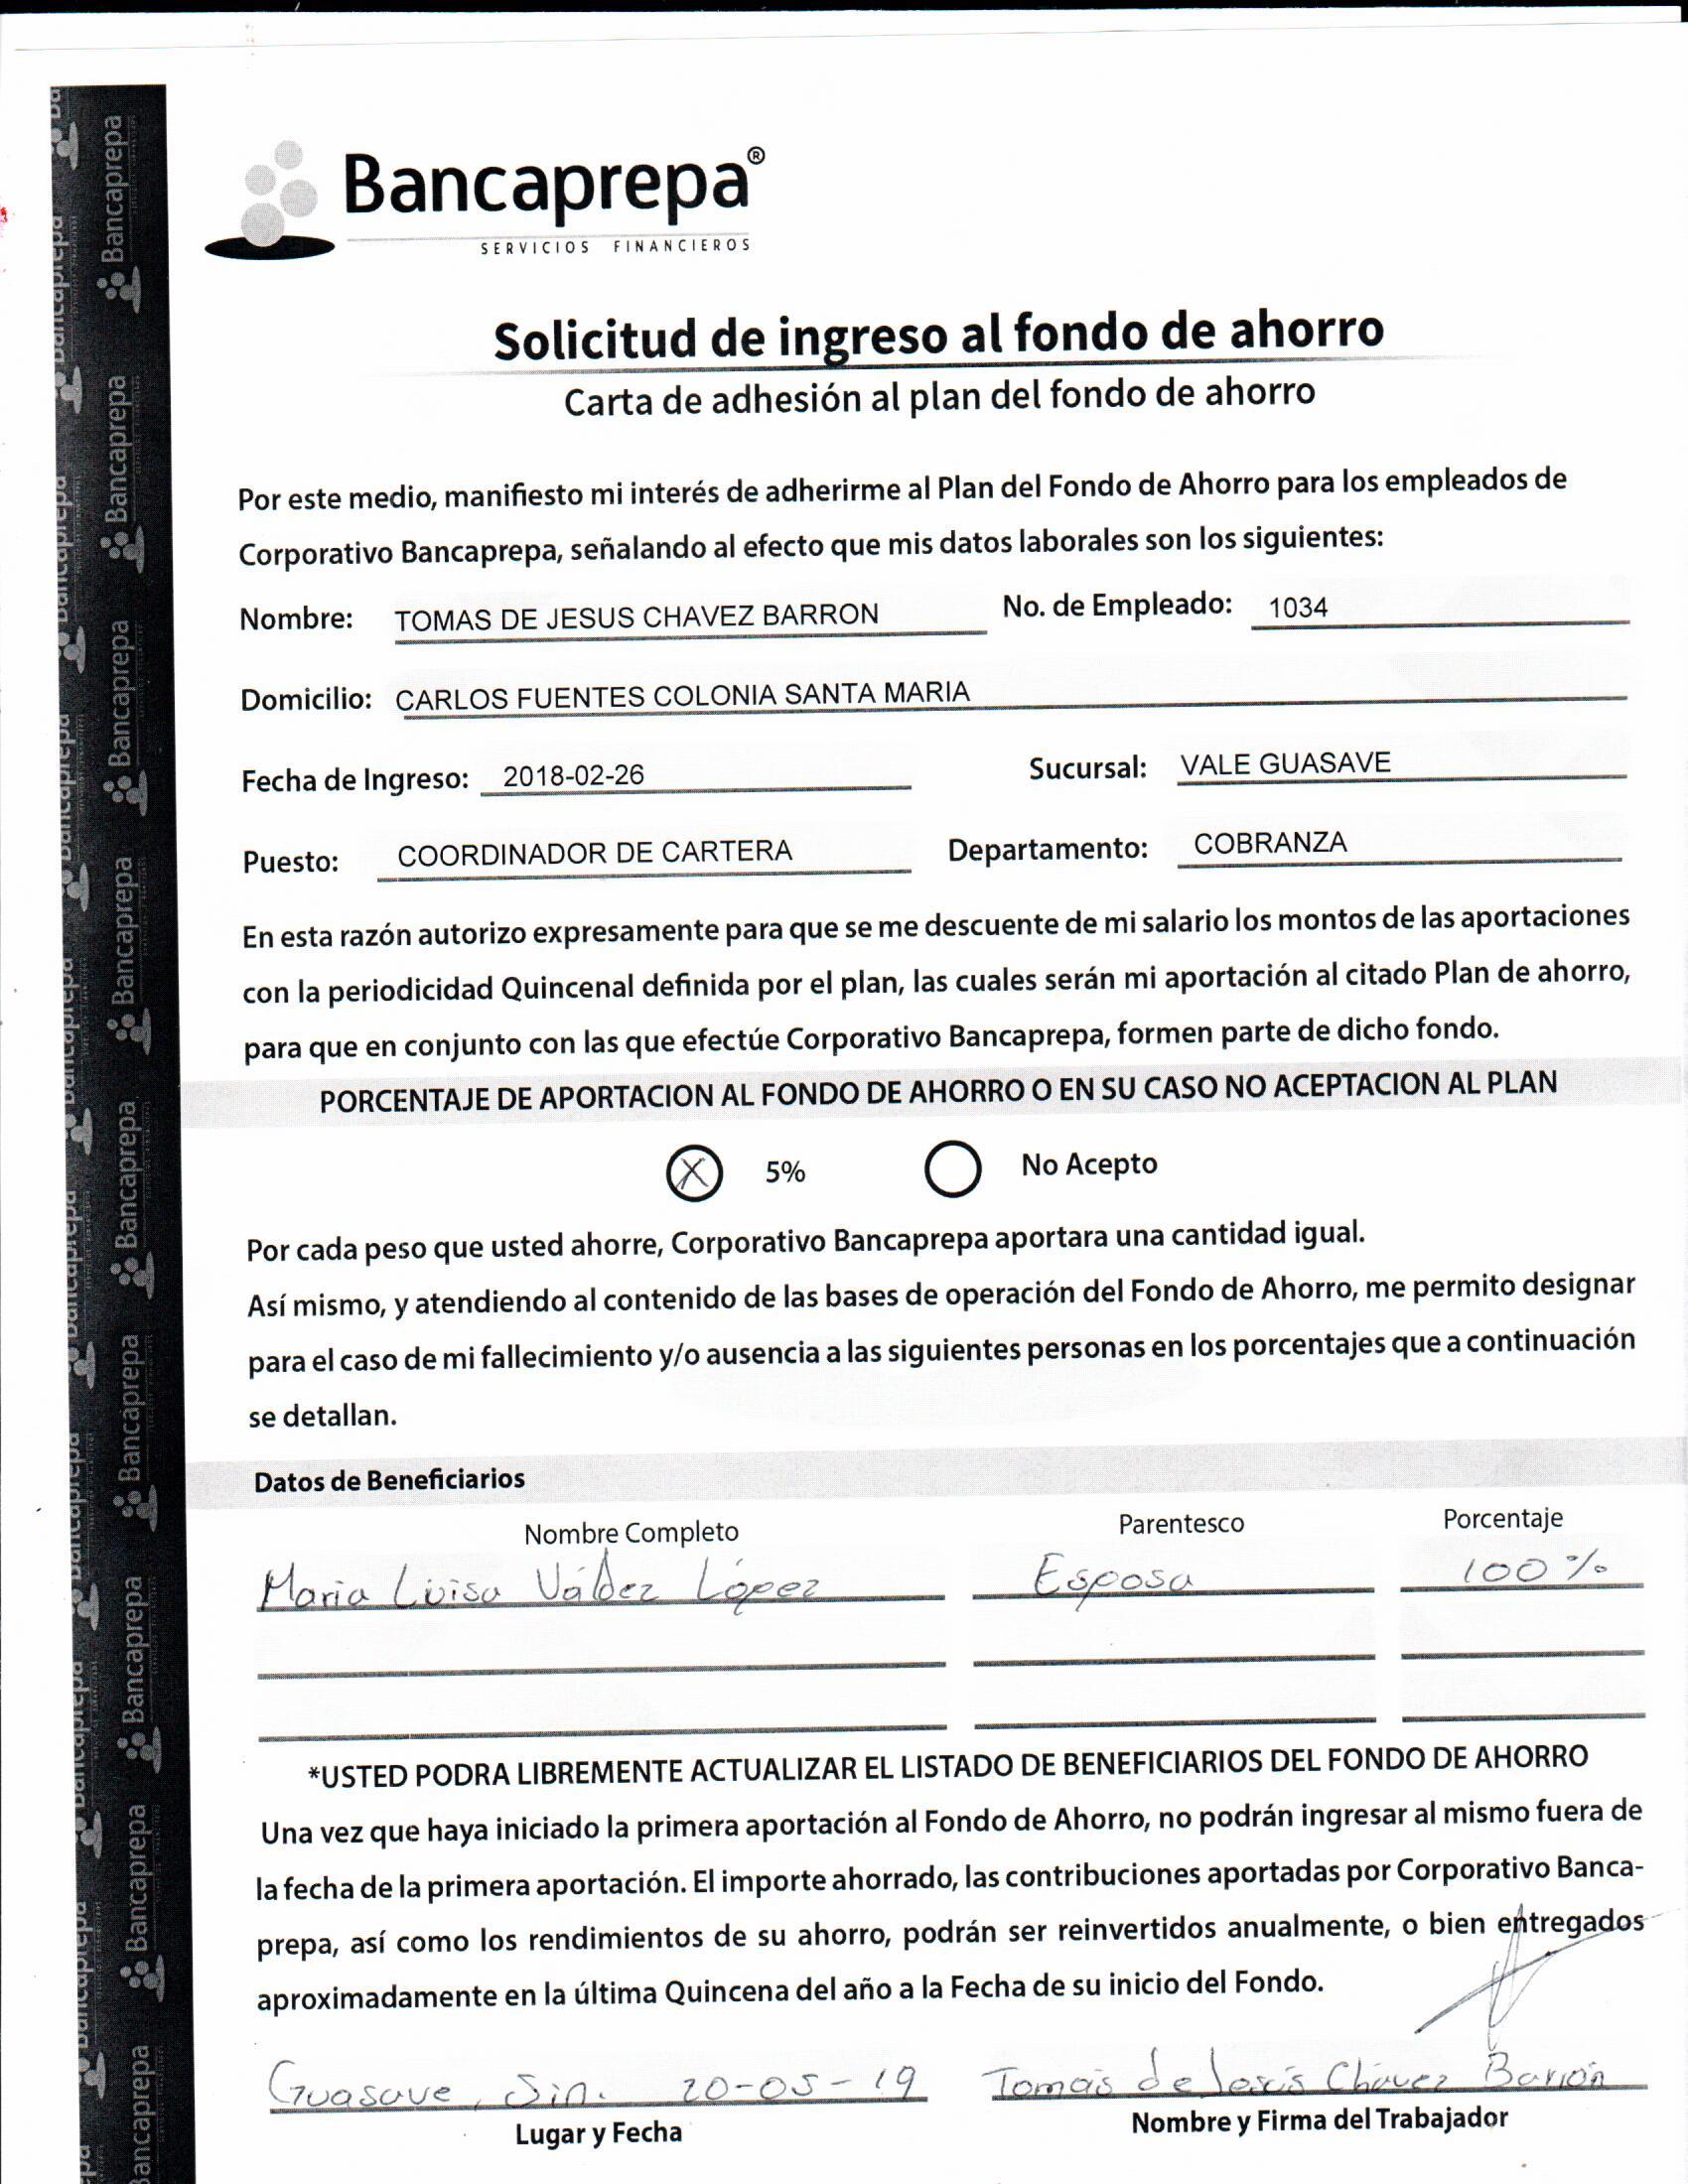 Bancaprepa®
SERVICIOS FINANCIEROS
Solicitud de ingreso al fondo de ahorro
Carta de adhesión al plan del fondo de ahorro
Por este medio, manifiesto mi interés de adherirme al Plan del Fondo de Ahorro para los empleados de
Corporativo Bancaprepa, señalando al efecto que mis datos laborales son los siguientes:
Nombre: TOMAS DE JESUS CHAVEZ BARRON No. de Empleado: 1034
Domicilio: CARLOS FUENTES COLONIA SANTA MARIA
Fecha de Ingreso: 2018-02-26 Sucursal: VALE GUASAVE
Puesto: COORDINADOR DE CARTERA Departamento: COBRANZA
En esta razón autorizo expresamente para que se me descuente de mi salario los montos de las aportaciones
con la periodicidad Quincenal definida por el plan, las cuales serán mi aportación al citado Plan de ahorro,
para que en conjunto con las que efectúe Corporativo Bancaprepa, formen parte de dicho fondo.
PORCENTAJE DE APORTACION AL FONDO DE AHORRO O EN SU CASO NO ACEPTACION AL PLAN
X 5% No Acepto
Por cada peso que usted ahorre, Corporativo Bancaprepa aportara una cantidad igual.
Así mismo, y atendiendo al contenido de las bases de operación del Fondo de Ahorro, me permito designar
para el caso de mi fallecimiento y/o ausencia a las siguientes personas en los porcentajes que a continuación
se detallan.
Datos de Beneficiarios
Nombre Completo Parentesco Porcentaje
Maria Luisa Váldez López Esposa 100%
*USTED PODRA LIBREMENTE ACTUALIZAR EL LISTADO DE BENEFICIARIOS DEL FONDO DE AHORRO
Una vez que haya iniciado la primera aportación al Fondo de Ahorro, no podrán ingresar al mismo fuera de
la fecha de la primera aportación. El importe ahorrado, las contribuciones aportadas por Corporativo Banca-
prepa, así como los rendimientos de su ahorro, podrán ser reinvertidos anualmente, o bien entregados
aproximadamente en la última Quincena del año a la Fecha de su inicio del Fondo.
Guasave, Sin. 20-05-19 Tomás de Jesús Chávez Barrón
Lugar y Fecha Nombre y Firma del Trabajador